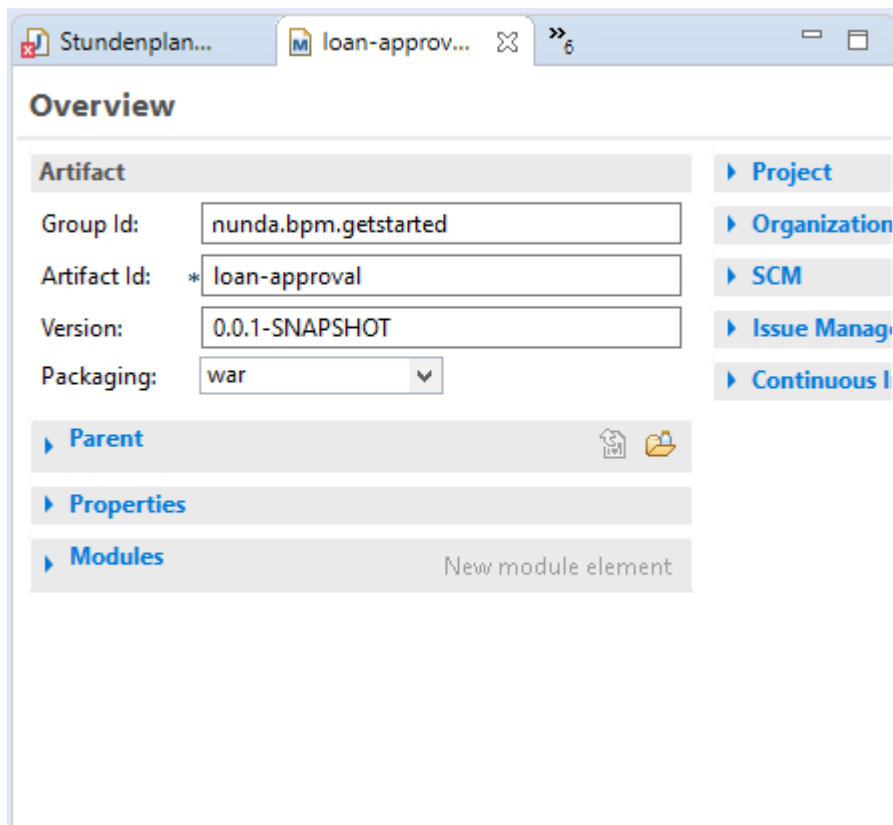 Stundenplan...
loan-approv...
»6
Overview
Artifact
Group Id: nunda.bpm.getstarted
Artifact Id: * loan-approval
Version: 0.0.1-SNAPSHOT
Packaging: war
Parent
Properties
Modules
New module element
Project
Organization
SCM
Issue Manag
Continuous I